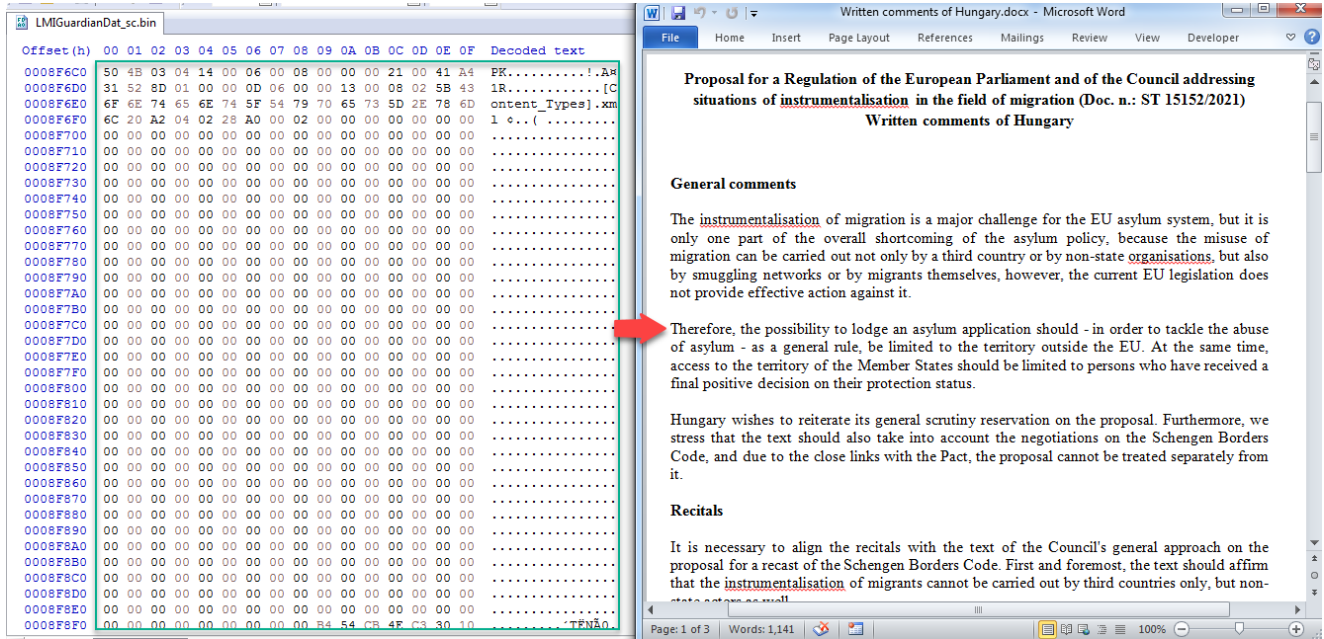 LMIGuardianDat_sc.bin
Offset(h) 00 01 02 03 04 05 06 07 08 09 0A 0B 0C 0D 0E 0F Decoded text
0008F6C0 50 4B 03 04 14 00 06 00 08 00 00 00 21 00 41 A4 PK..........!.A¤
0008F6D0 31 52 8D 01 00 00 0D 06 00 00 13 00 08 02 5B 43 1R............[C
0008F6E0 6F 6E 74 65 6E 74 5F 54 79 70 65 73 5D 2E 78 6D ontent_Types].xm
0008F6F0 6C 20 A2 04 02 28 A0 00 02 00 00 00 00 00 00 00 l ¢..( .........
0008F700 00 00 00 00 00 00 00 00 00 00 00 00 00 00 00 00 ................
0008F710 00 00 00 00 00 00 00 00 00 00 00 00 00 00 00 00 ................
0008F720 00 00 00 00 00 00 00 00 00 00 00 00 00 00 00 00 ................
0008F730 00 00 00 00 00 00 00 00 00 00 00 00 00 00 00 00 ................
0008F740 00 00 00 00 00 00 00 00 00 00 00 00 00 00 00 00 ................
0008F750 00 00 00 00 00 00 00 00 00 00 00 00 00 00 00 00 ................
0008F760 00 00 00 00 00 00 00 00 00 00 00 00 00 00 00 00 ................
0008F770 00 00 00 00 00 00 00 00 00 00 00 00 00 00 00 00 ................
0008F780 00 00 00 00 00 00 00 00 00 00 00 00 00 00 00 00 ................
0008F790 00 00 00 00 00 00 00 00 00 00 00 00 00 00 00 00 ................
0008F7A0 00 00 00 00 00 00 00 00 00 00 00 00 00 00 00 00 ................
0008F7B0 00 00 00 00 00 00 00 00 00 00 00 00 00 00 00 00 ................
0008F7C0 00 00 00 00 00 00 00 00 00 00 00 00 00 00 00 00 ................
0008F7D0 00 00 00 00 00 00 00 00 00 00 00 00 00 00 00 00 ................
0008F7E0 00 00 00 00 00 00 00 00 00 00 00 00 00 00 00 00 ................
0008F7F0 00 00 00 00 00 00 00 00 00 00 00 00 00 00 00 00 ................
0008F800 00 00 00 00 00 00 00 00 00 00 00 00 00 00 00 00 ................
0008F810 00 00 00 00 00 00 00 00 00 00 00 00 00 00 00 00 ................
0008F820 00 00 00 00 00 00 00 00 00 00 00 00 00 00 00 00 ................
0008F830 00 00 00 00 00 00 00 00 00 00 00 00 00 00 00 00 ................
0008F840 00 00 00 00 00 00 00 00 00 00 00 00 00 00 00 00 ................
0008F850 00 00 00 00 00 00 00 00 00 00 00 00 00 00 00 00 ................
0008F860 00 00 00 00 00 00 00 00 00 00 00 00 00 00 00 00 ................
0008F870 00 00 00 00 00 00 00 00 00 00 00 00 00 00 00 00 ................
0008F880 00 00 00 00 00 00 00 00 00 00 00 00 00 00 00 00 ................
0008F890 00 00 00 00 00 00 00 00 00 00 00 00 00 00 00 00 ................
0008F8A0 00 00 00 00 00 00 00 00 00 00 00 00 00 00 00 00 ................
0008F8B0 00 00 00 00 00 00 00 00 00 00 00 00 00 00 00 00 ................
0008F8C0 00 00 00 00 00 00 00 00 00 00 00 00 00 00 00 00 ................
0008F8D0 00 00 00 00 00 00 00 00 00 00 00 00 00 00 00 00 ................
0008F8E0 00 00 00 00 00 00 00 00 00 00 00 00 00 00 00 00 ................
0008F8F0 00 00 00 00 00 00 00 00 00 B4 54 CB 4E C3 30 10 .........´TËNÃ0.
Written comments of Hungary.docx - Microsoft Word
File Home Insert Page Layout References Mailings Review View Developer
Proposal for a Regulation of the European Parliament and of the Council addressing
situations of instrumentalisation in the field of migration (Doc. n.: ST 15152/2021)
Written comments of Hungary
General comments
The instrumentalisation of migration is a major challenge for the EU asylum system, but it is
only one part of the overall shortcoming of the asylum policy, because the misuse of
migration can be carried out not only by a third country or by non-state organisations, but also
by smuggling networks or by migrants themselves, however, the current EU legislation does
not provide effective action against it.
Therefore, the possibility to lodge an asylum application should - in order to tackle the abuse
of asylum - as a general rule, be limited to the territory outside the EU. At the same time,
access to the territory of the Member States should be limited to persons who have received a
final positive decision on their protection status.
Hungary wishes to reiterate its general scrutiny reservation on the proposal. Furthermore, we
stress that the text should also take into account the negotiations on the Schengen Borders
Code, and due to the close links with the Pact, the proposal cannot be treated separately from
it.
Recitals
It is necessary to align the recitals with the text of the Council's general approach on the
proposal for a recast of the Schengen Borders Code. First and foremost, the text should affirm
that the instrumentalisation of migrants cannot be carried out by third countries only, but non-
state actors as well
Page: 1 of 3 Words: 1,141 100%